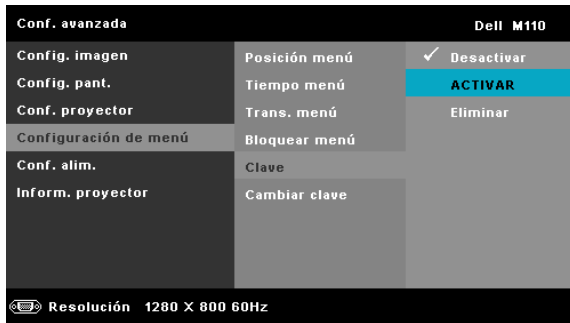 Conf. avanzada Dell M110
Config. imagen Posición menú Desactivar
Config. pant. Tiempo menú ACTIVAR
Conf. proyector Trans. menú Eliminar
Configuración de menú Bloquear menú
Conf. alim. Clave
Inform. proyector Cambiar clave
Resolución 1280 X 800 60Hz